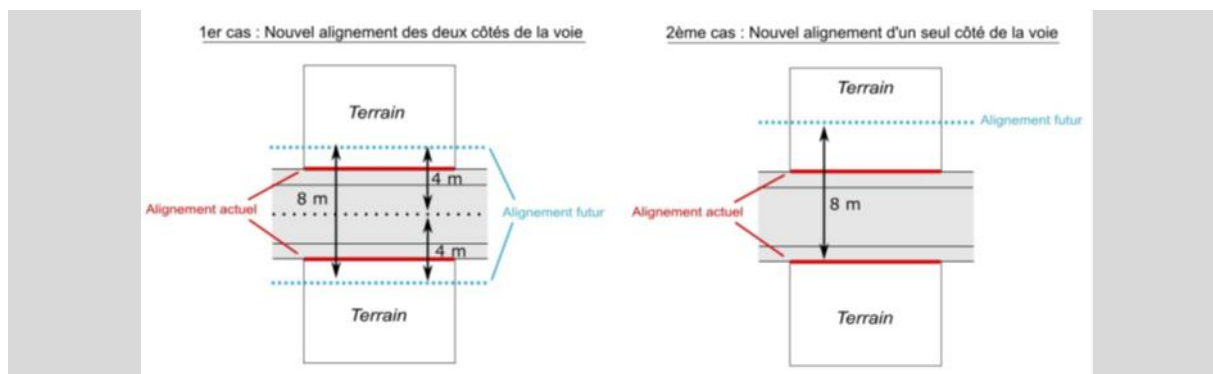 1er cas : Nouvel alignement des deux côtés de la voie
Terrain
4 m
8 m
Alignement actuel
Alignement futur
4 m
Terrain
2ème cas : Nouvel alignement d'un seul côté de la voie
Terrain
Alignement futur
8 m
Alignement actuel
Terrain